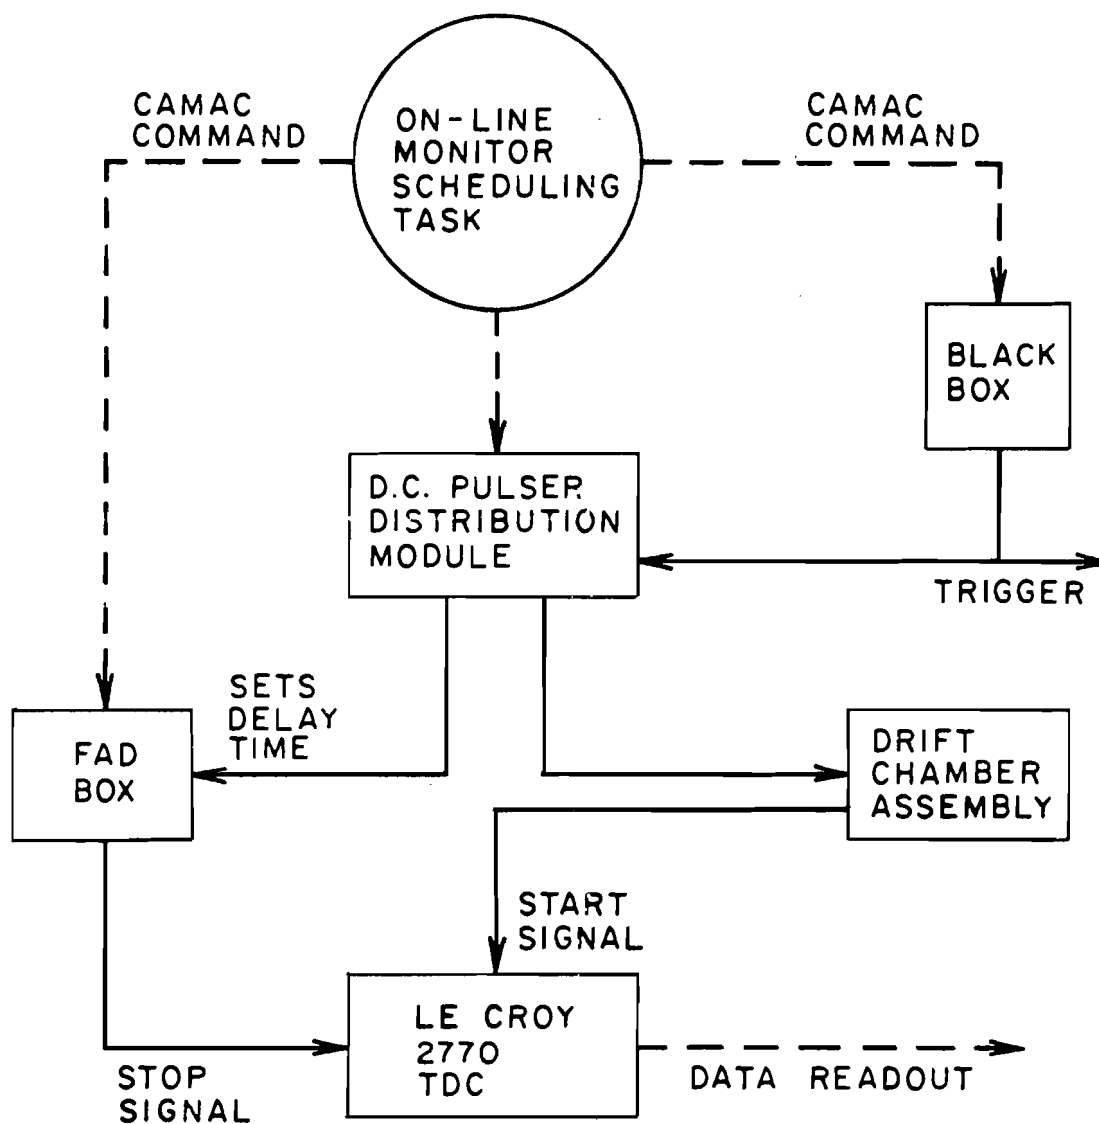 CAMAC
COMMAND
ON-LINE
MONITOR
SCHEDULING
TASK
CAMAC
COMMAND
BLACK
BOX
D.C. PULSER
DISTRIBUTION
MODULE
TRIGGER
SETS
DELAY
TIME
FAD
BOX
DRIFT
CHAMBER
ASSEMBLY
START
SIGNAL
LE CROY
2770
TDC
STOP
SIGNAL
DATA READOUT